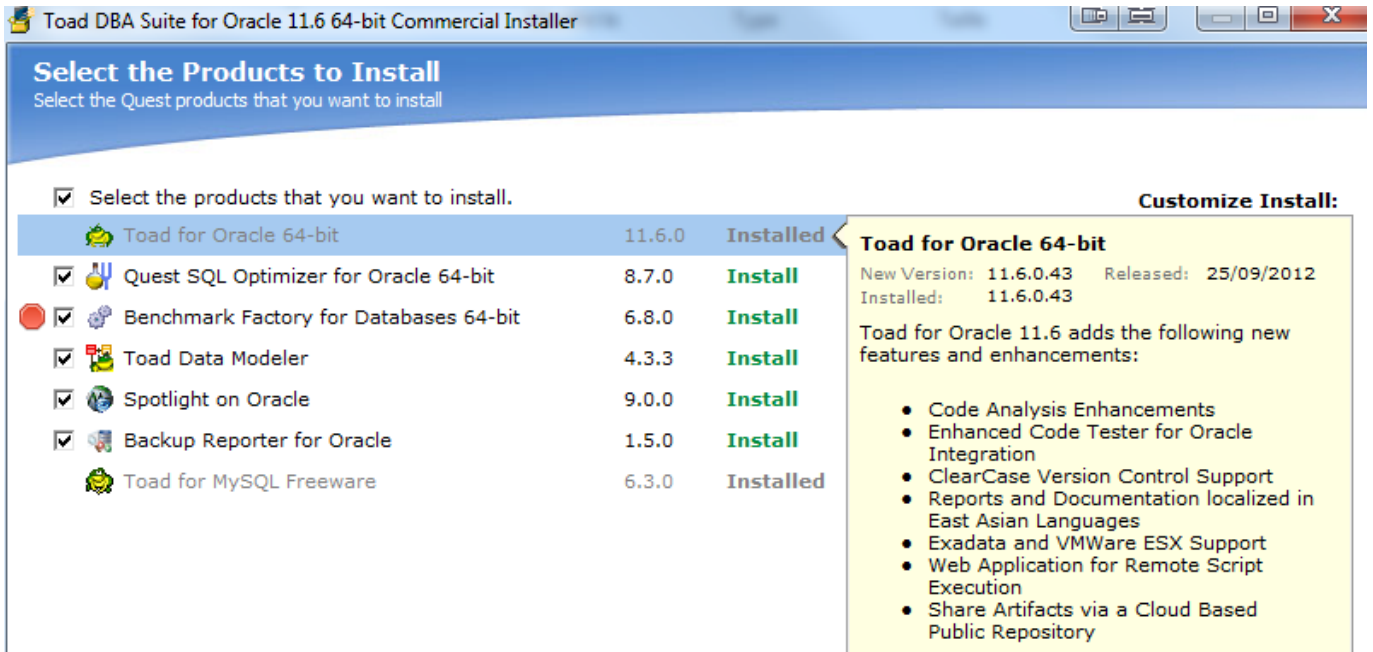 Toad DBA Suite for Oracle 11.6 64-bit Commercial Installer
Select the Products to Install
Select the Quest products that you want to install
Select the products that you want to install.
Customize Install:
Toad for Oracle 64-bit 11.6.0 Installed
Quest SQL Optimizer for Oracle 64-bit 8.7.0 Install
Benchmark Factory for Databases 64-bit 6.8.0 Install
Toad Data Modeler 4.3.3 Install
Spotlight on Oracle 9.0.0 Install
Backup Reporter for Oracle 1.5.0 Install
Toad for MySQL Freeware 6.3.0 Installed
Toad for Oracle 64-bit
New Version: 11.6.0.43 Released: 25/09/2012
Installed: 11.6.0.43
Toad for Oracle 11.6 adds the following new
features and enhancements:
● Code Analysis Enhancements
● Enhanced Code Tester for Oracle
Integration
● ClearCase Version Control Support
● Reports and Documentation localized in
East Asian Languages
● Exadata and VMWare ESX Support
● Web Application for Remote Script
Execution
● Share Artifacts via a Cloud Based
Public Repository